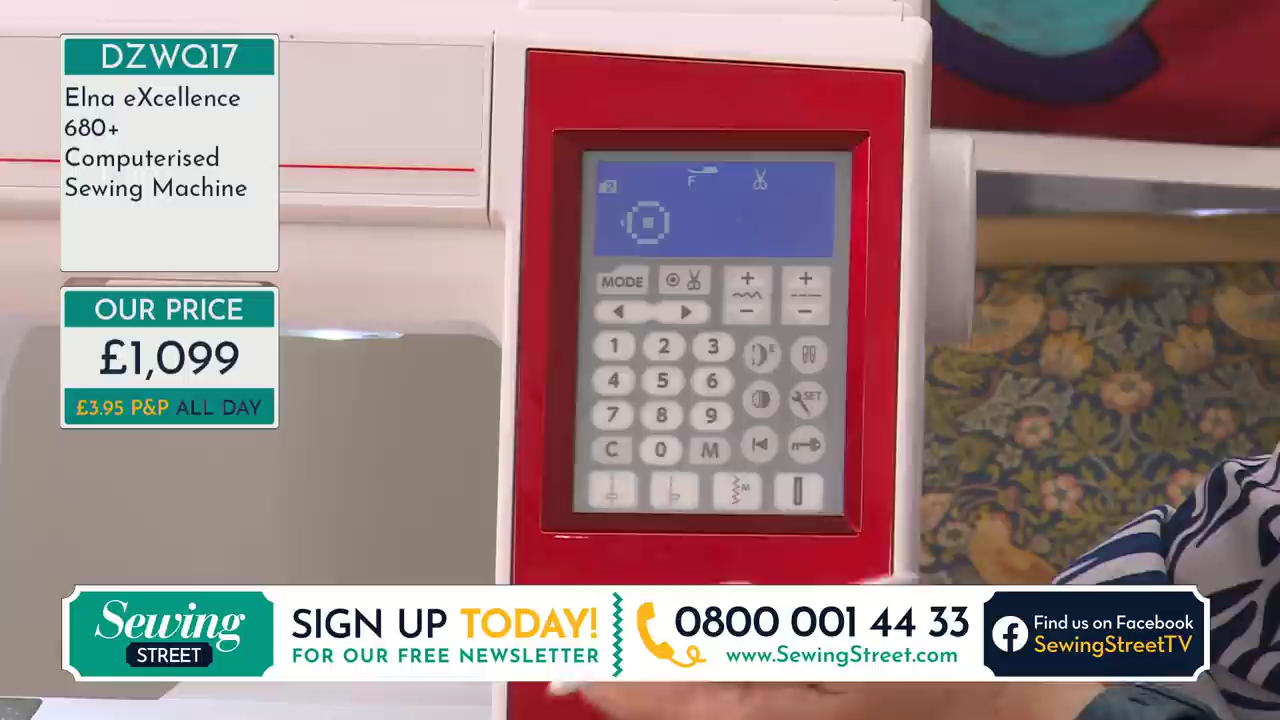 DZWQ17
Elna eXcellence
680+
Computerised
Sewing Machine
OUR PRICE
£1,099
£3.95 P&P ALL DAY
F
MODE
1 2 3
E
4 5 6
SET
7 8 9
C 0 M
M
Sewing
STREET
SIGN UP TODAY!
FOR OUR FREE NEWSLETTER
0800 001 44 33
www.SewingStreet.com
Find us on Facebook
SewingStreetTV